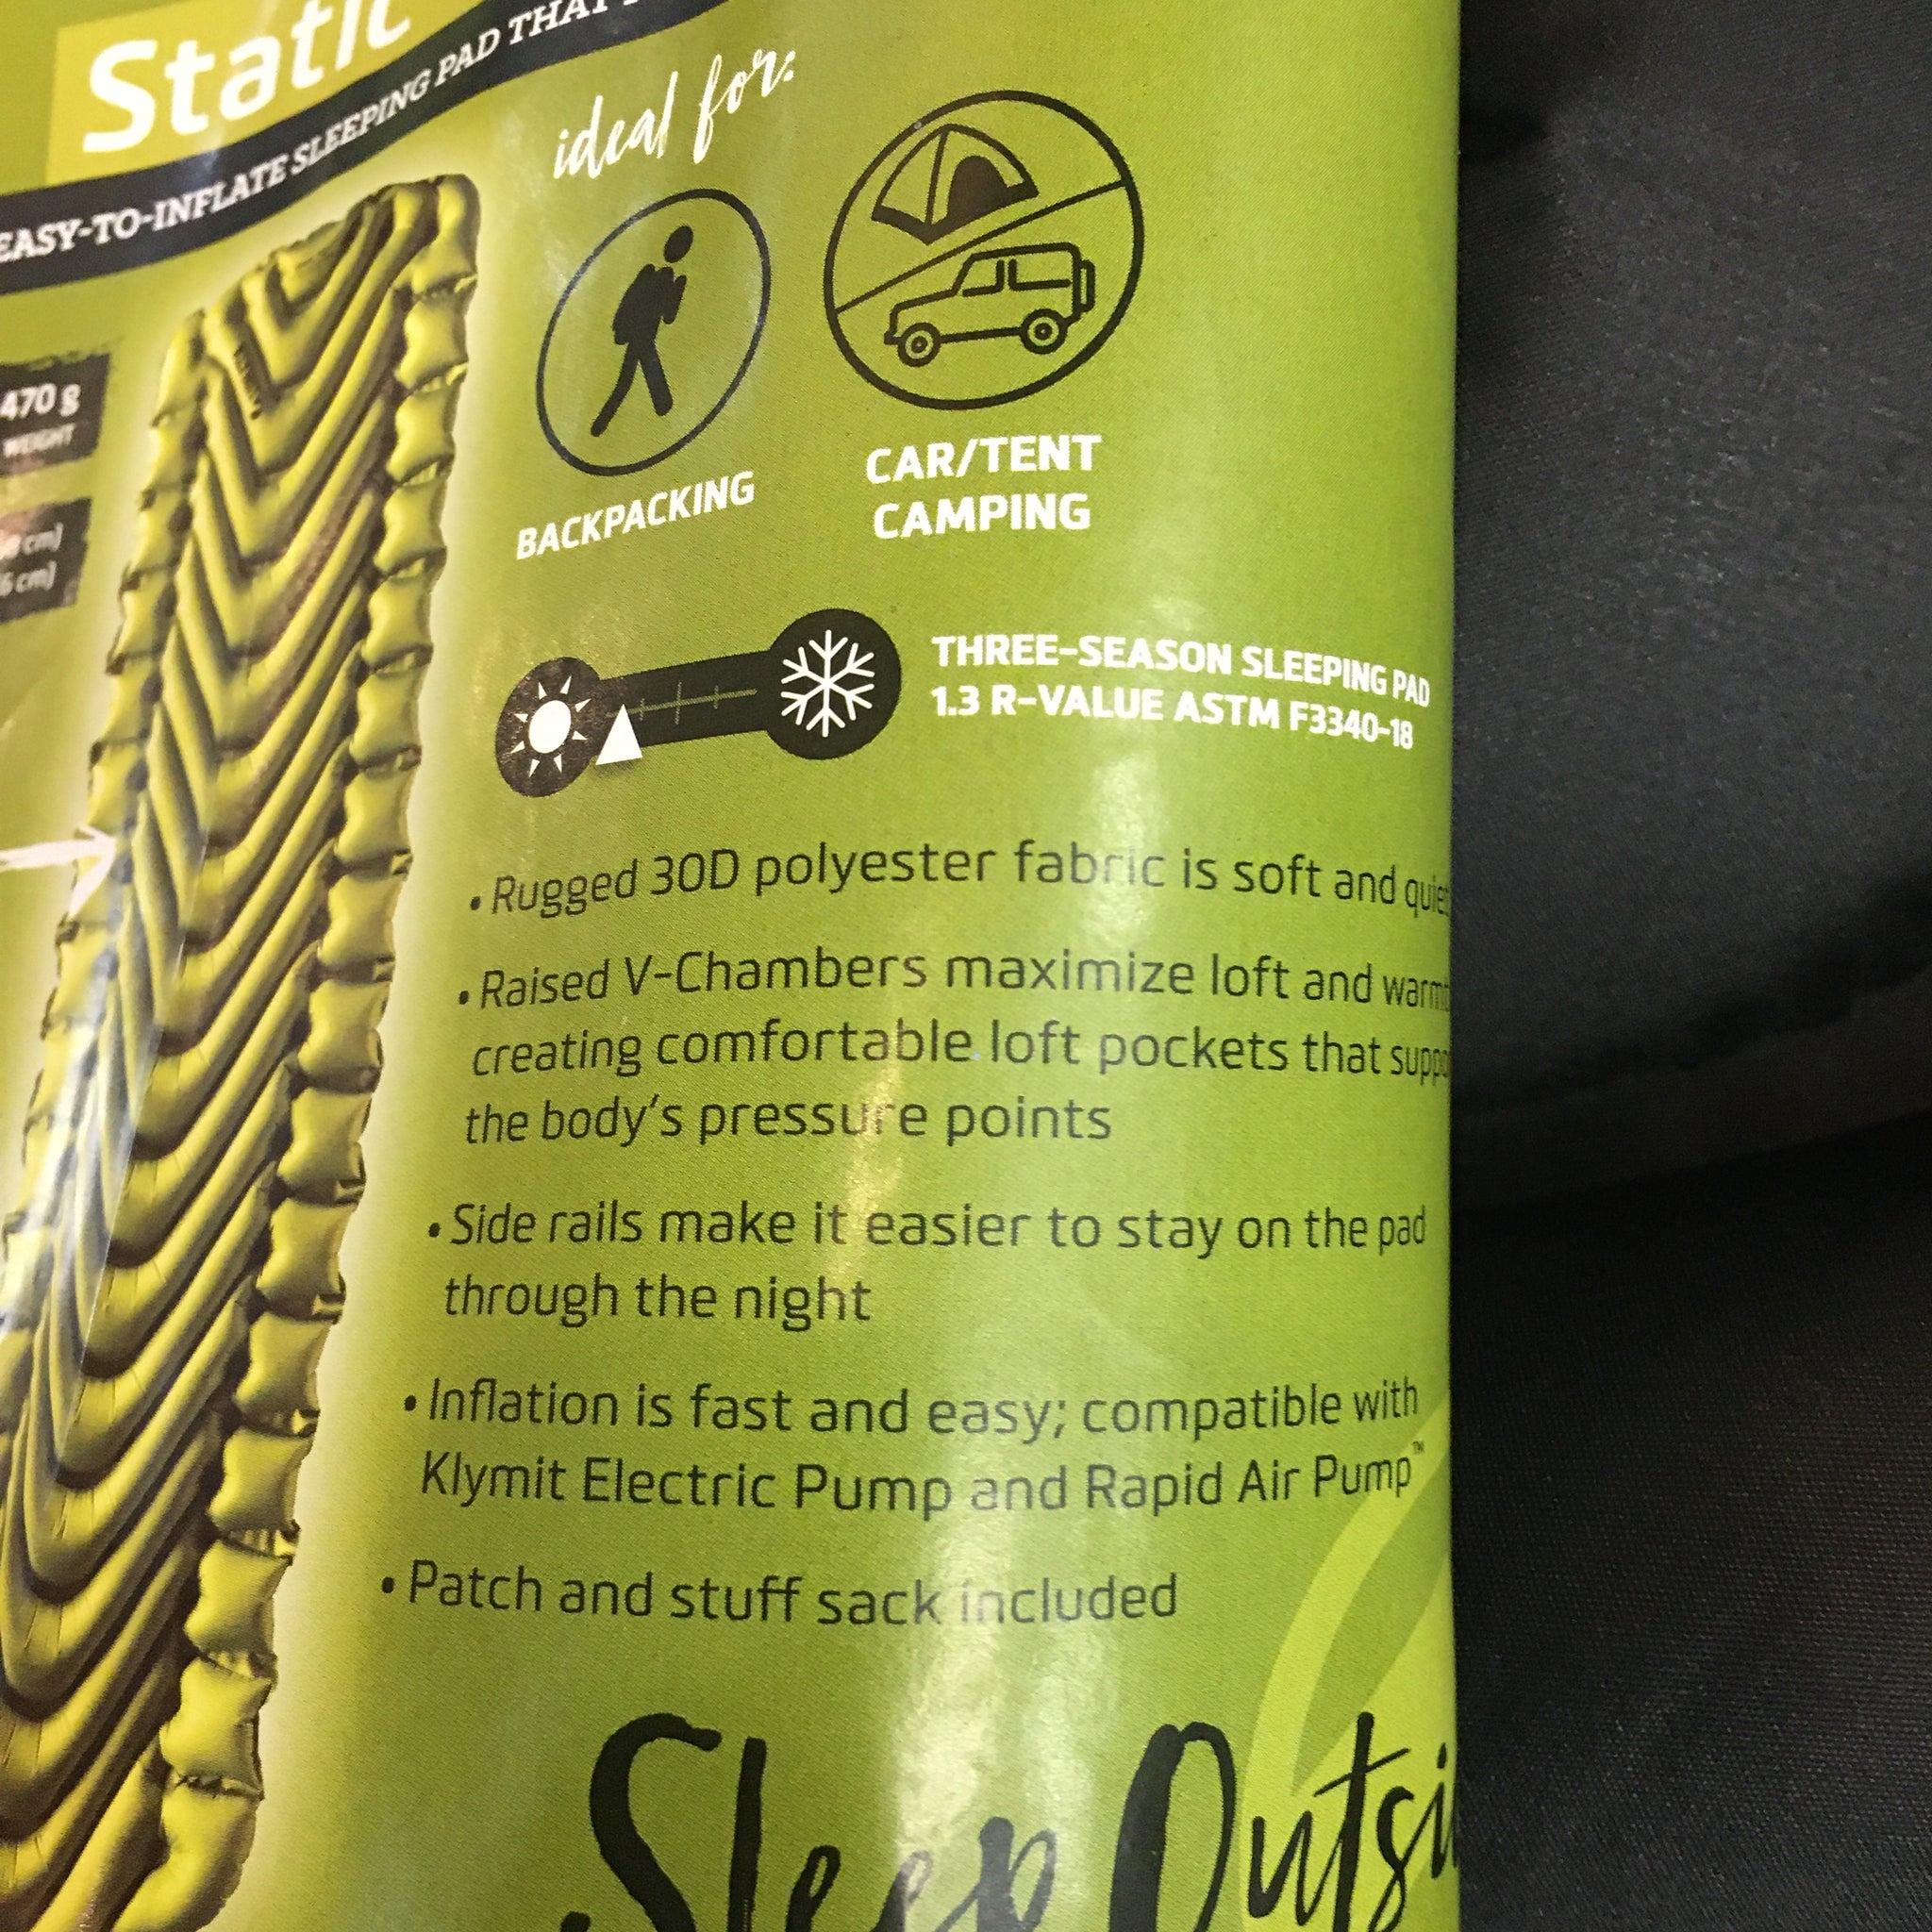 Static
EASY-TO-INFLATE SLEEPING PAD THAT
ideal for:
470 g
WEIGHT
cm)
cm)
BACKPACKING
CAR/TENT
CAMPING
THREE-SEASON SLEEPING PAD
1.3 R-VALUE ASTM F3340-18
• Rugged 30D polyester fabric is soft and quiet
• Raised V-Chambers maximize loft and
creating comfortable loft pockets that
the body's pressure points
• Side rails make it easier to stay on the pad
through the night
• Inflation is fast and easy; compatible with
Klymit Electric Pump and Rapid Air Pump™
• Patch and stuff sack included
Sleep